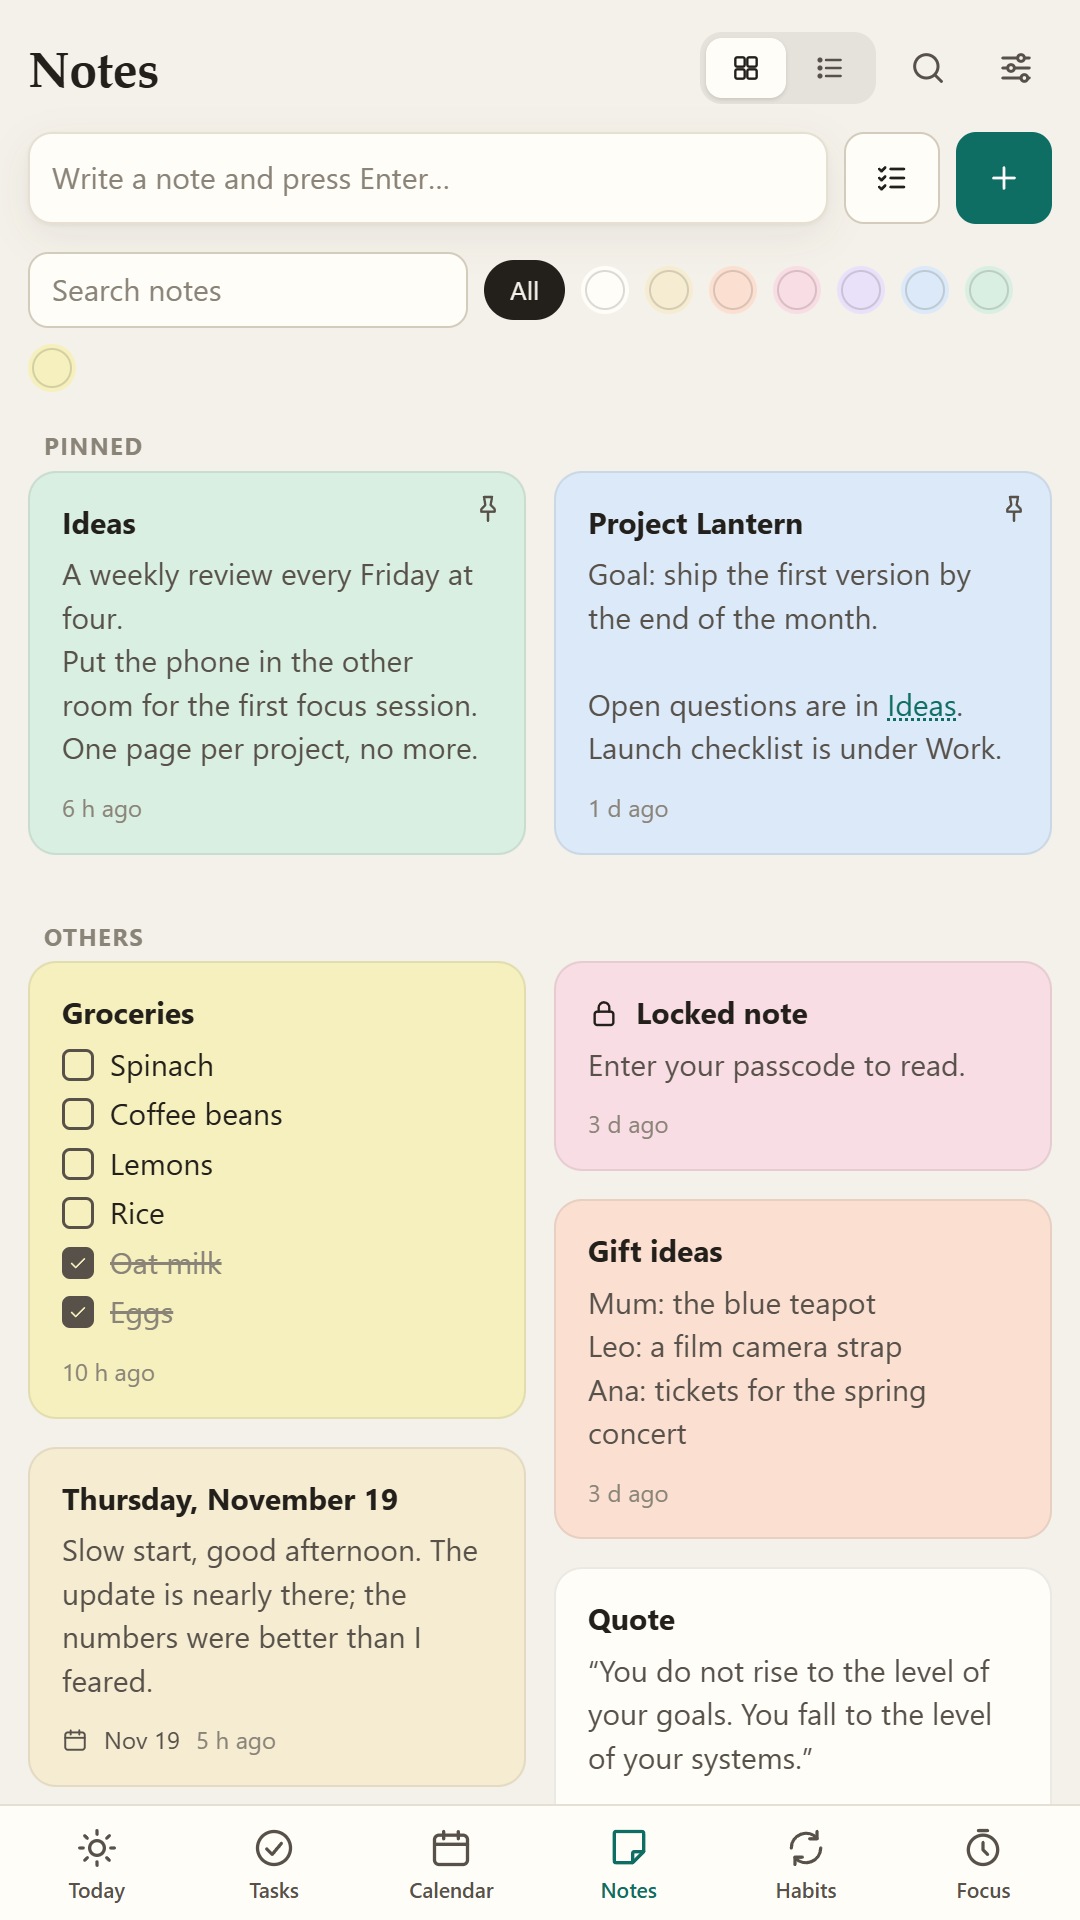 Notes
Write a note and press Enter...
Search notes
All
PINNED
Ideas
A weekly review every Friday at
four.
Put the phone in the other
room for the first focus session.
One page per project, no more.
6 h ago
Project Lantern
Goal: ship the first version by
the end of the month.
Open questions are in Ideas.
Launch checklist is under Work.
1 d ago
OTHERS
Groceries
Spinach
Coffee beans
Lemons
Rice
Oat milk
Eggs
10 h ago
Thursday, November 19
Slow start, good afternoon. The
update is nearly there; the
numbers were better than I
feared.
Nov 19 5 h ago
Locked note
Enter your passcode to read.
3 d ago
Gift ideas
Mum: the blue teapot
Leo: a film camera strap
Ana: tickets for the spring
concert
3 d ago
Quote
“You do not rise to the level of
your goals. You fall to the level
of your systems.”
Today
Tasks
Calendar
Notes
Habits
Focus